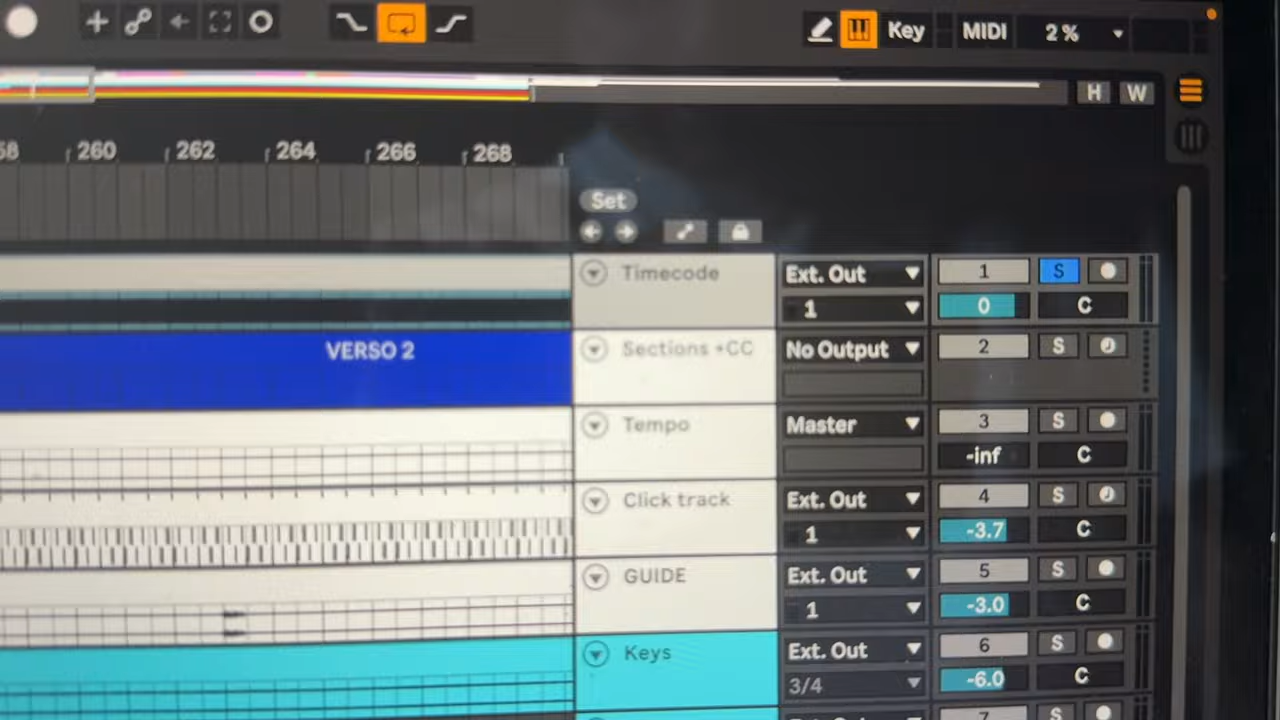 Key MIDI 2 %
H W
260 262 264 266 268
Set
Timecode Ext. Out 1 S
1 0 C
VERSO 2
Sections +CC No Output 2 S
Tempo Master 3 S
-inf C
Click track Ext. Out 4 S
1 -3.7 C
GUIDE Ext. Out 5 S
1 -3.0 C
Keys Ext. Out 6 S
3/4 -6.0 C
7 S